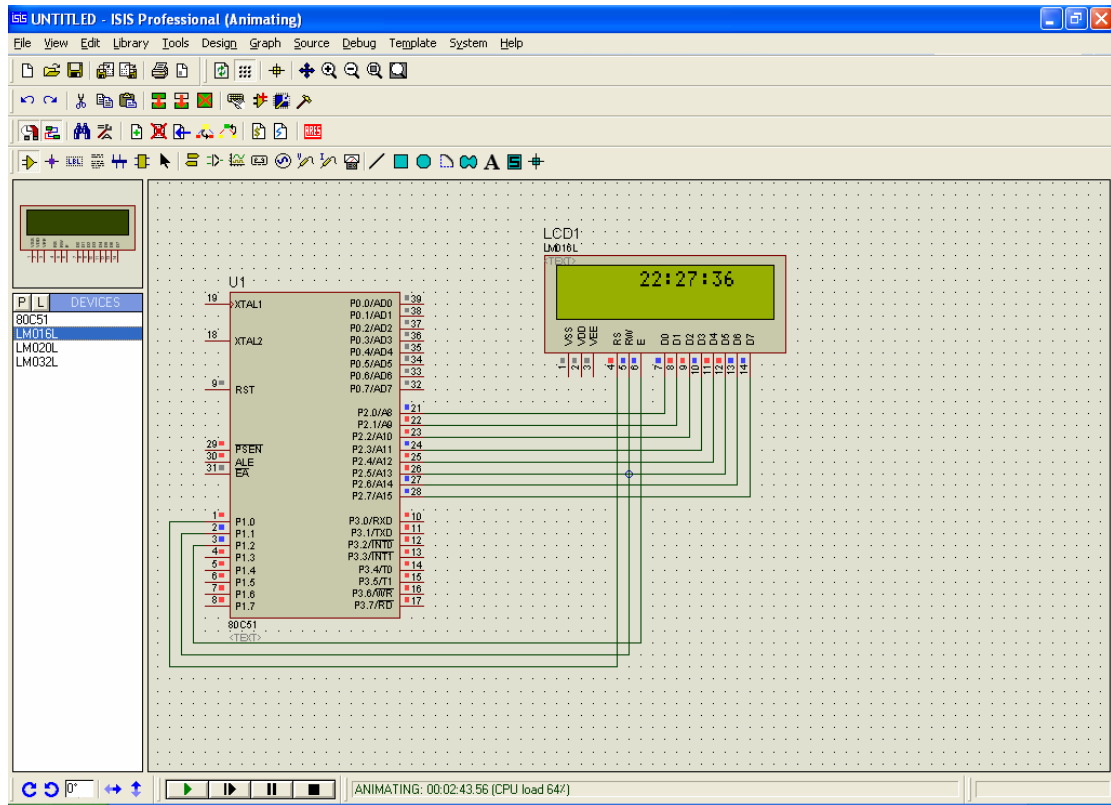 ISIS UNTITLED - ISIS Professional (Animating)
File View Edit Library Tools Design Graph Source Debug Template System Help
LBL
ARES
A
S
P L DEVICES
80C51
LM016L
LM020L
LM032L
LCD1
LM016L
<TEXT>
22:27:36
VSS VDD VEE RS RW E D0 D1 D2 D3 D4 D5 D6 D7
1 2 3 4 5 6 7 8 9 10 11 12 13 14
U1
19 XTAL1 P0.0/AD0 39
P0.1/AD1 38
P0.2/AD2 37
18 XTAL2 P0.3/AD3 36
P0.4/AD4 35
P0.5/AD5 34
P0.6/AD6 33
9 RST P0.7/AD7 32
P2.0/A8 21
P2.1/A9 22
P2.2/A10 23
29 PSEN P2.3/A11 24
30 ALE P2.4/A12 25
31 EA P2.5/A13 26
P2.6/A14 27
P2.7/A15 28
1 P1.0 P3.0/RXD 10
2 P1.1 P3.1/TXD 11
3 P1.2 P3.2/INT0 12
4 P1.3 P3.3/INT1 13
5 P1.4 P3.4/T0 14
6 P1.5 P3.5/T1 15
7 P1.6 P3.6/WR 16
8 P1.7 P3.7/RD 17
80C51
<TEXT>
0°
ANIMATING: 00:02:43.56 (CPU load 64%)